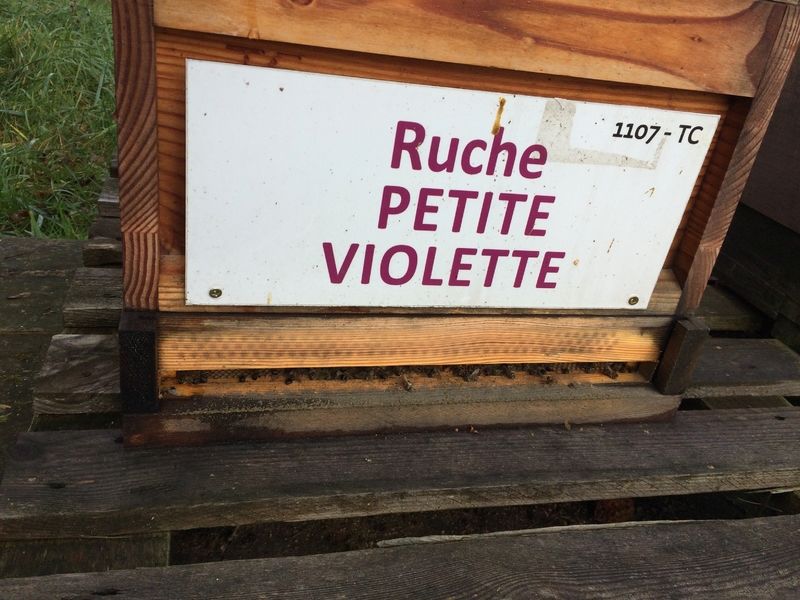 1107 - TC
Ruche
PETITE
VIOLETTE